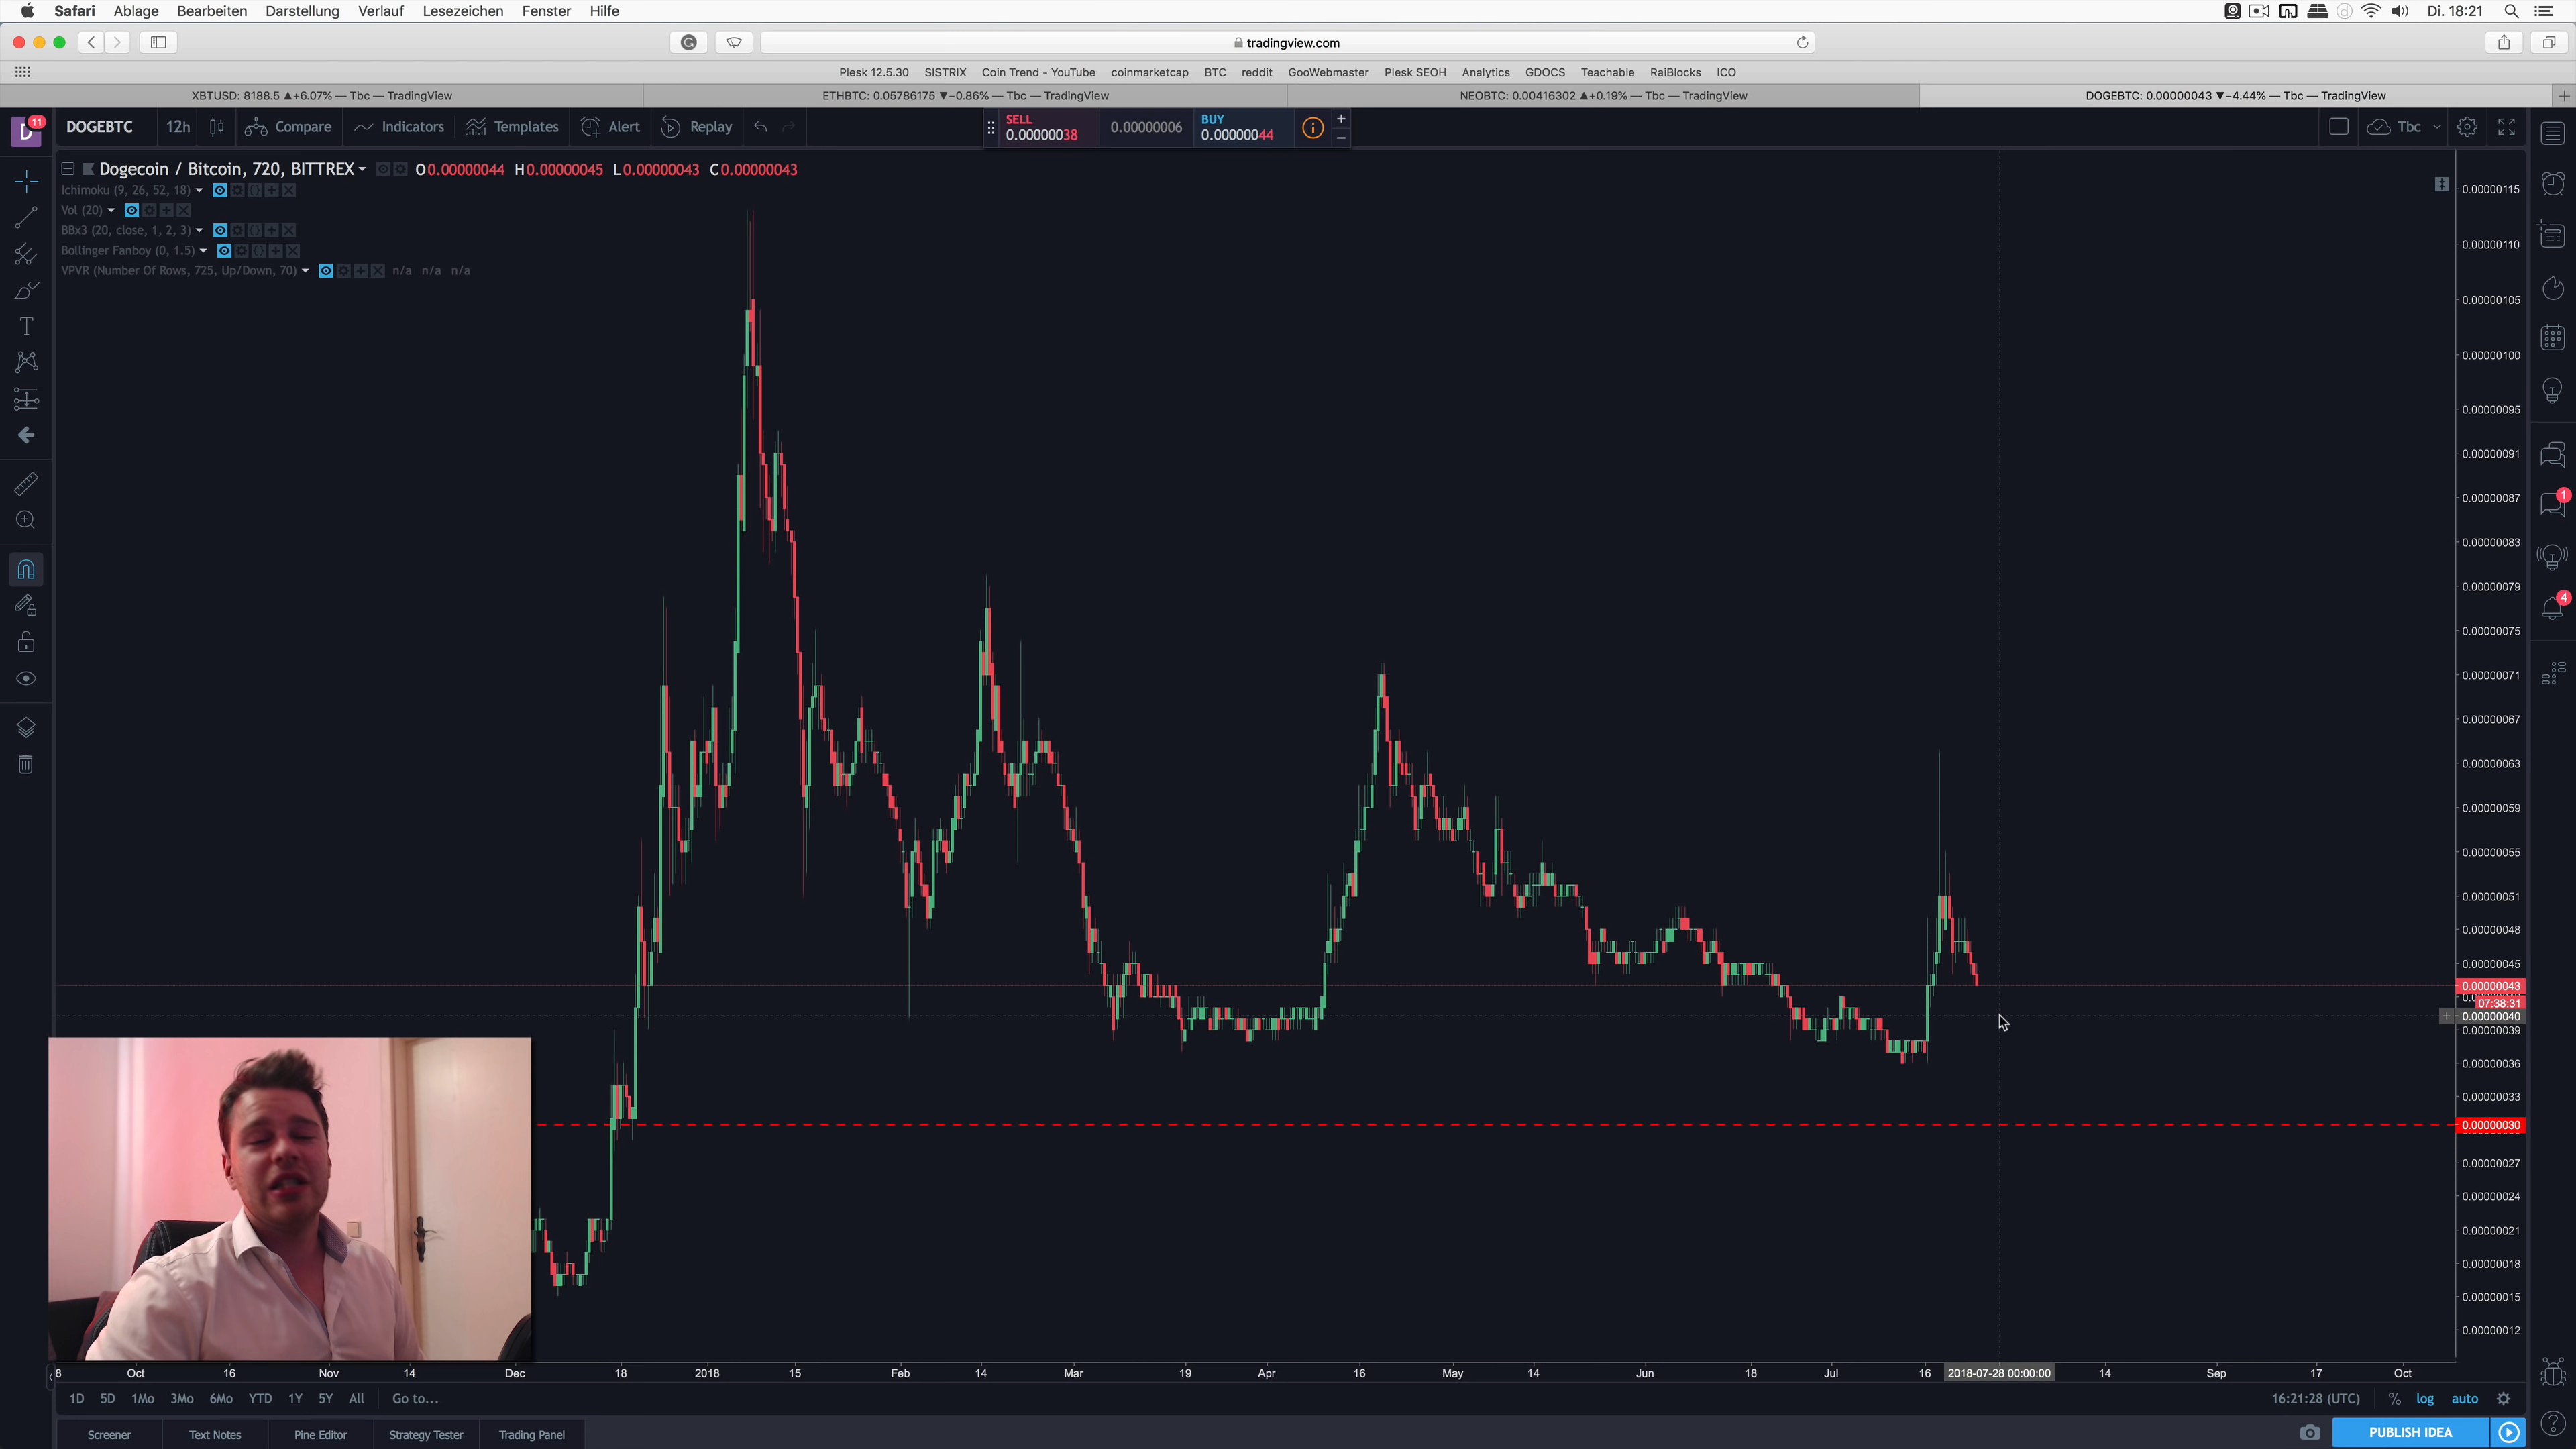 Safari Ablage Bearbeiten Darstellung Verlauf Lesezeichen Fenster Hilfe Di. 18:21
tradingview.com
Plesk 12.5.30 SISTRIX Coin Trend - YouTube coinmarketcap BTC reddit GooWebmaster Plesk SEOH Analytics GDOCS Teachable RaiBlocks ICO
XBTUSD: 8188.5 ▲+6.07% — Tbc — TradingView ETHBTC: 0.05786175 ▼−0.86% — Tbc — TradingView NEOBTC: 0.00416302 ▲+0.19% — Tbc — TradingView DOGEBTC: 0.00000043 ▼−4.44% — Tbc — TradingView
D 11 DOGEBTC 12h Compare Indicators Templates Alert Replay SELL 0.00000038 0.00000006 BUY 0.00000044 Tbc
Dogecoin / Bitcoin, 720, BITTREX O0.00000044 H0.00000045 L0.00000043 C0.00000043
Ichimoku (9, 26, 52, 18)
Vol (20)
BBx3 (20, close, 1, 2, 3)
Bollinger Fanboy (0, 1.5)
VPVR (Number Of Rows, 725, Up/Down, 70) n/a n/a n/a
0.00000115
0.00000110
0.00000105
0.00000100
0.00000095
0.00000091
0.00000087
1
0.00000083
0.00000079
4
0.00000075
0.00000071
0.00000067
0.00000063
0.00000059
0.00000055
0.00000051
0.00000048
0.00000045
0.00000043
07:38:31
0.00000040
0.00000039
0.00000036
0.00000033
0.00000030
0.00000027
0.00000024
0.00000021
0.00000018
0.00000015
0.00000012
8 Oct 16 Nov 14 Dec 18 2018 15 Feb 14 Mar 19 Apr 16 May 14 Jun 18 Jul 16 2018-07-28 00:00:00 14 Sep 17 Oct
1D 5D 1Mo 3Mo 6Mo YTD 1Y 5Y All Go to... 16:21:28 (UTC) % log auto
Screener Text Notes Pine Editor Strategy Tester Trading Panel PUBLISH IDEA